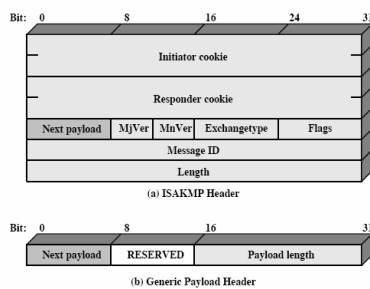 Bit: 0 8 16 24 31
Initiator cookie
Responder cookie
Next payload MjVer MnVer Exchangetype Flags
Message ID
Length
(a) ISAKMP Header
Bit: 0 8 16 31
Next payload RESERVED Payload length
(b) Generic Payload Header